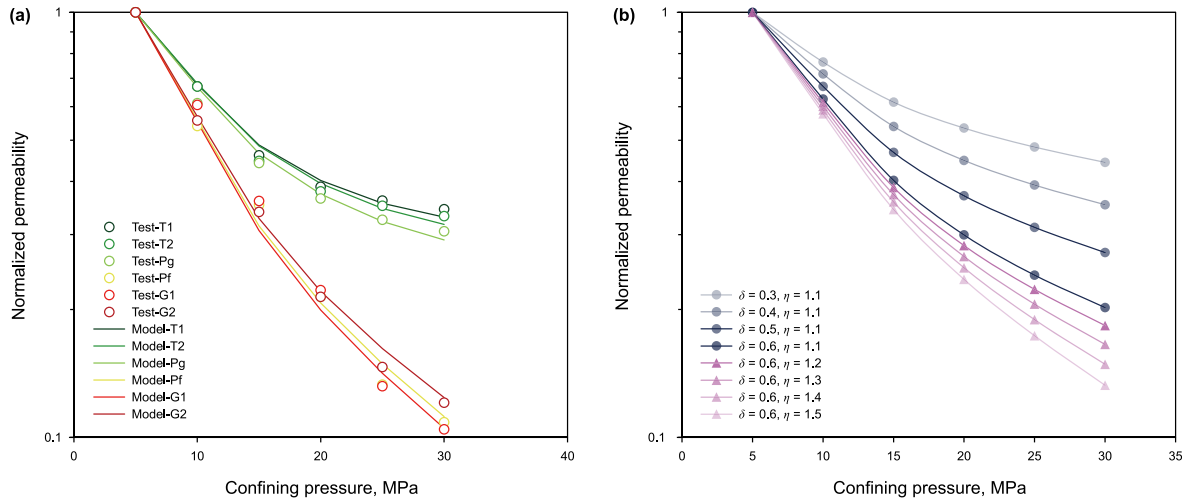 (a)
1
0.2
0.1
Normalized permeability
Test-T1
Test-T2
Test-Pg
Test-Pf
Test-G1
Test-G2
Model-T1
Model-T2
Model-Pg
Model-Pf
Model-G1
Model-G2
0 10 20 30 40
Confining pressure, MPa
(b)
1
0.2
0.1
Normalized permeability
δ = 0.3, η = 1.1
δ = 0.4, η = 1.1
δ = 0.5, η = 1.1
δ = 0.6, η = 1.1
δ = 0.6, η = 1.2
δ = 0.6, η = 1.3
δ = 0.6, η = 1.4
δ = 0.6, η = 1.5
0 5 10 15 20 25 30 35
Confining pressure, MPa